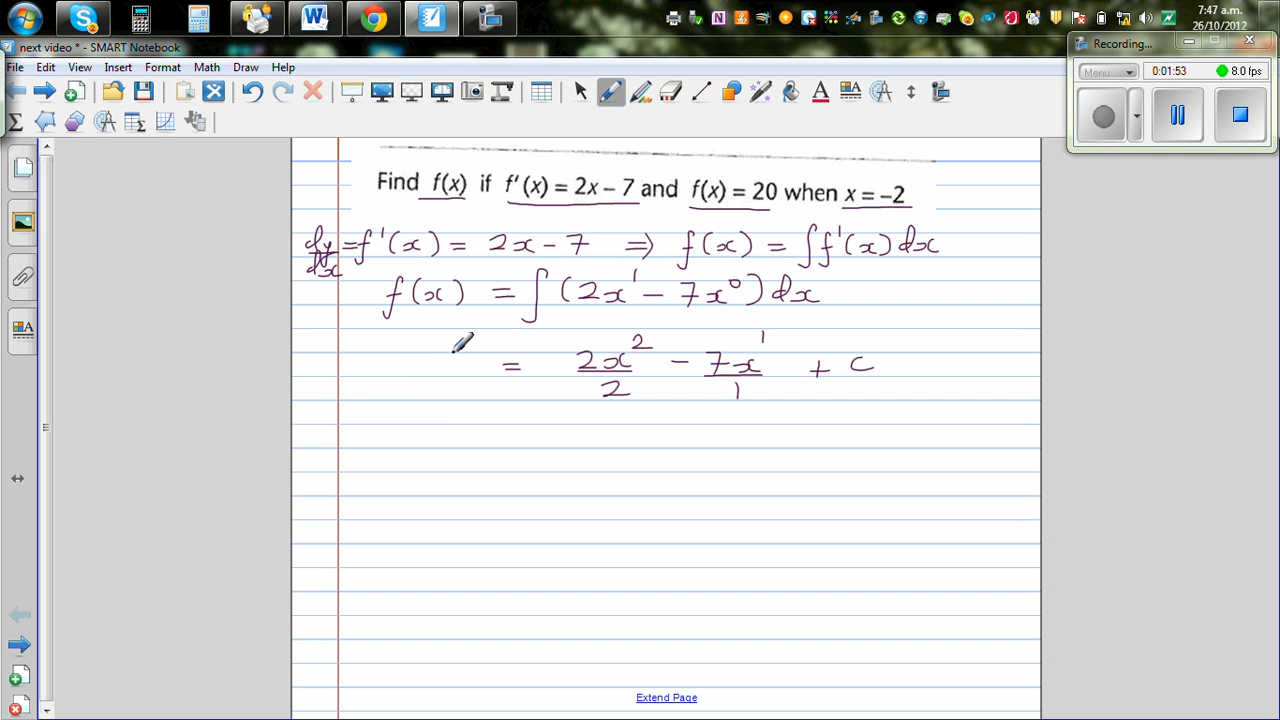 7:47 a.m.
26/10/2012
next video * - SMART Notebook
File Edit View Insert Format Math Draw Help
Recording...
Menu
0:01:53
8.0 fps
Find f(x) if f'(x) = 2x – 7 and f(x) = 20 when x = –2
dy/dx = f'(x) = 2x - 7 ⇒ f(x) = ∫f'(x)dx
f(x) = ∫(2x¹ - 7x⁰)dx
= 2x²/2 - 7x¹/1 + c
Extend Page